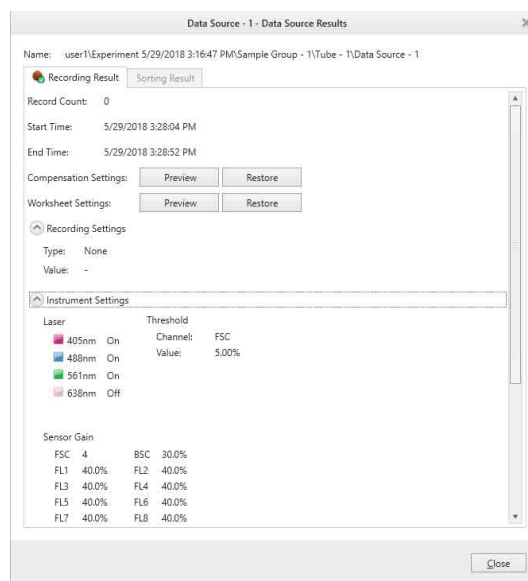 Data Source - 1 - Data Source Results
Name: user1\Experiment 5/29/2018 3:16:47 PM\Sample Group - 1\Tube - 1\Data Source - 1
Recording Result Sorting Result
Record Count: 0
Start Time: 5/29/2018 3:28:04 PM
End Time: 5/29/2018 3:28:52 PM
Compensation Settings: Preview Restore
Worksheet Settings: Preview Restore
Recording Settings
Type: None
Value: -
Instrument Settings
Laser Threshold
405nm On Channel: FSC
488nm On Value: 5.00%
561nm On
638nm Off
Sensor Gain
FSC 4 BSC 30.0%
FL1 40.0% FL2 40.0%
FL3 40.0% FL4 40.0%
FL5 40.0% FL6 40.0%
FL7 40.0% FL8 40.0%
Close